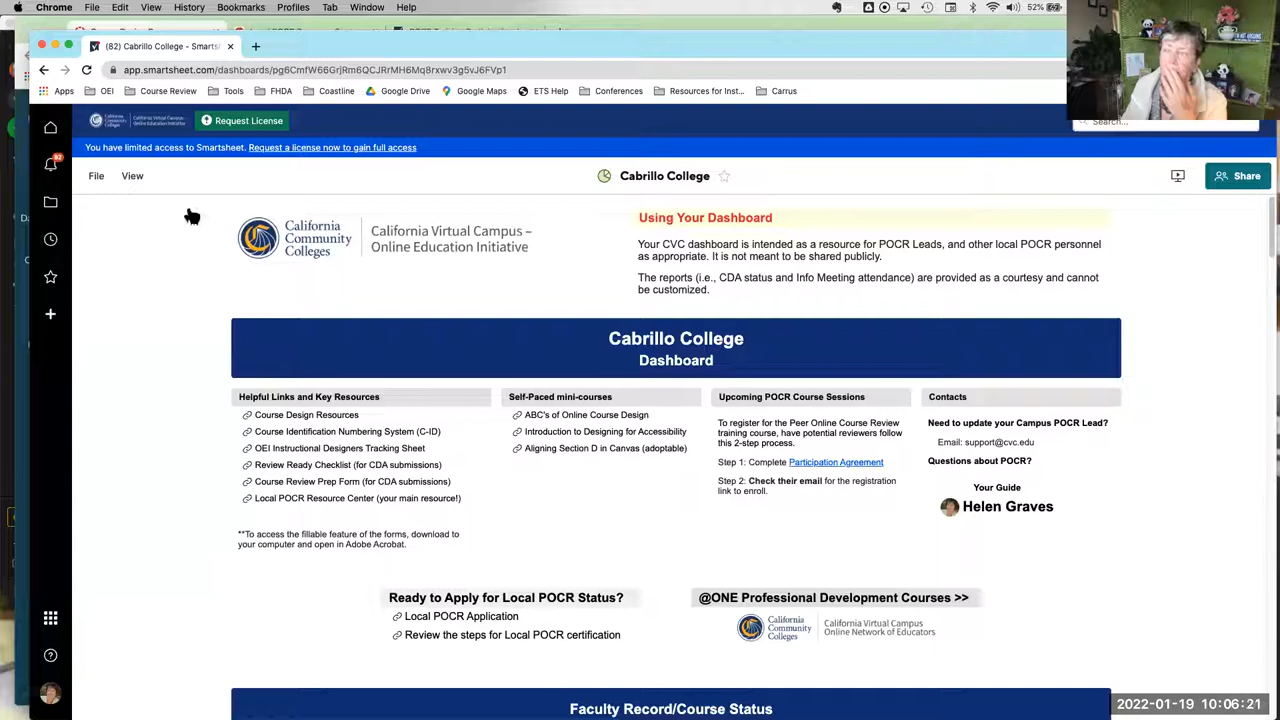 Chrome File Edit View History Bookmarks Profiles Tab Window Help
52%
(82) Cabrillo College - Smarts
app.smartsheet.com/dashboards/pg6CmfW66GrjRm6QCJRrMH6Mq8rxwv3g5vJ6FVp1
Apps OEI Course Review Tools FHDA Coastline Google Drive Google Maps ETS Help Conferences Resources for Inst... Carrus
Request License
Search...
You have limited access to Smartsheet. Request a license now to gain full access
File View Cabrillo College Share
California Community Colleges
California Virtual Campus –
Online Education Initiative
Using Your Dashboard
Your CVC dashboard is intended as a resource for POCR Leads, and other local POCR personnel
as appropriate. It is not meant to be shared publicly.
The reports (i.e., CDA status and Info Meeting attendance) are provided as a courtesy and cannot
be customized.
Cabrillo College
Dashboard
Helpful Links and Key Resources
Course Design Resources
Course Identification Numbering System (C-ID)
OEI Instructional Designers Tracking Sheet
Review Ready Checklist (for CDA submissions)
Course Review Prep Form (for CDA submissions)
Local POCR Resource Center (your main resource!)
**To access the fillable feature of the forms, download to
your computer and open in Adobe Acrobat.
Self-Paced mini-courses
ABC's of Online Course Design
Introduction to Designing for Accessibility
Aligning Section D in Canvas (adoptable)
Upcoming POCR Course Sessions
To register for the Peer Online Course Review
training course, have potential reviewers follow
this 2-step process.
Step 1: Complete Participation Agreement
Step 2: Check their email for the registration
link to enroll.
Contacts
Need to update your Campus POCR Lead?
Email: support@cvc.edu
Questions about POCR?
Your Guide
Helen Graves
Ready to Apply for Local POCR Status?
Local POCR Application
Review the steps for Local POCR certification
@ONE Professional Development Courses >>
California Community Colleges
California Virtual Campus
Online Network of Educators
Faculty Record/Course Status
2022-01-19 10:06:21